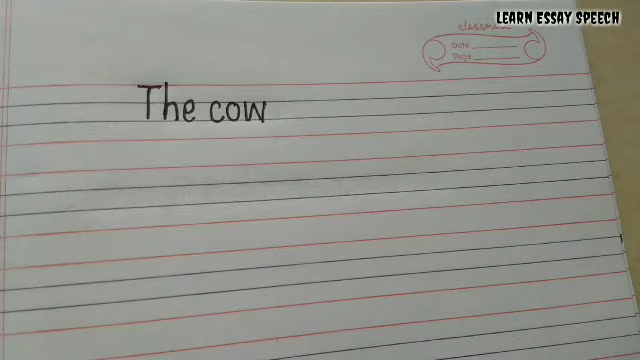 LEARN ESSAY SPEECH
classmate
Date
Page
The cow